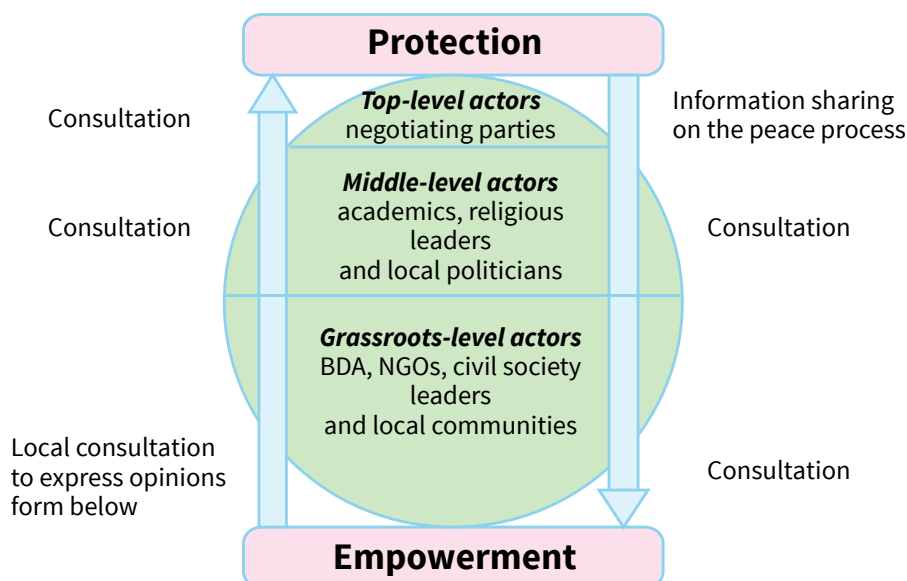 Protection
Top-level actors
negotiating parties
Consultation
Information sharing
on the peace process
Middle-level actors
academics, religious
leaders
and local politicians
Consultation
Consultation
Grassroots-level actors
BDA, NGOs, civil society
leaders
and local communities
Local consultation
to express opinions
form below
Consultation
Empowerment